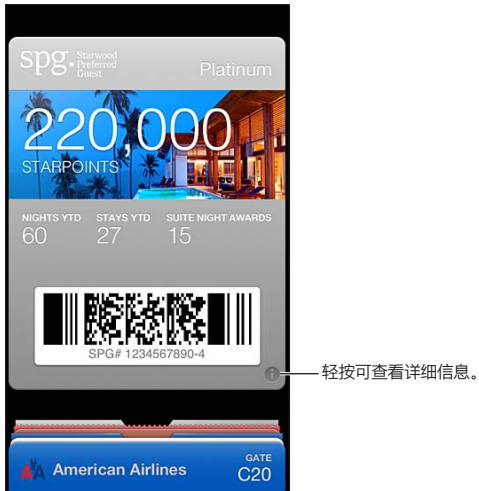 spg. Starwood
Preferred
Guest
Platinum
220,000
STARPOINTS
NIGHTS YTD STAYS YTD SUITE NIGHT AWARDS
60 27 15
SPG# 1234567890-4
轻按可查看详细信息。
American Airlines
GATE
C20